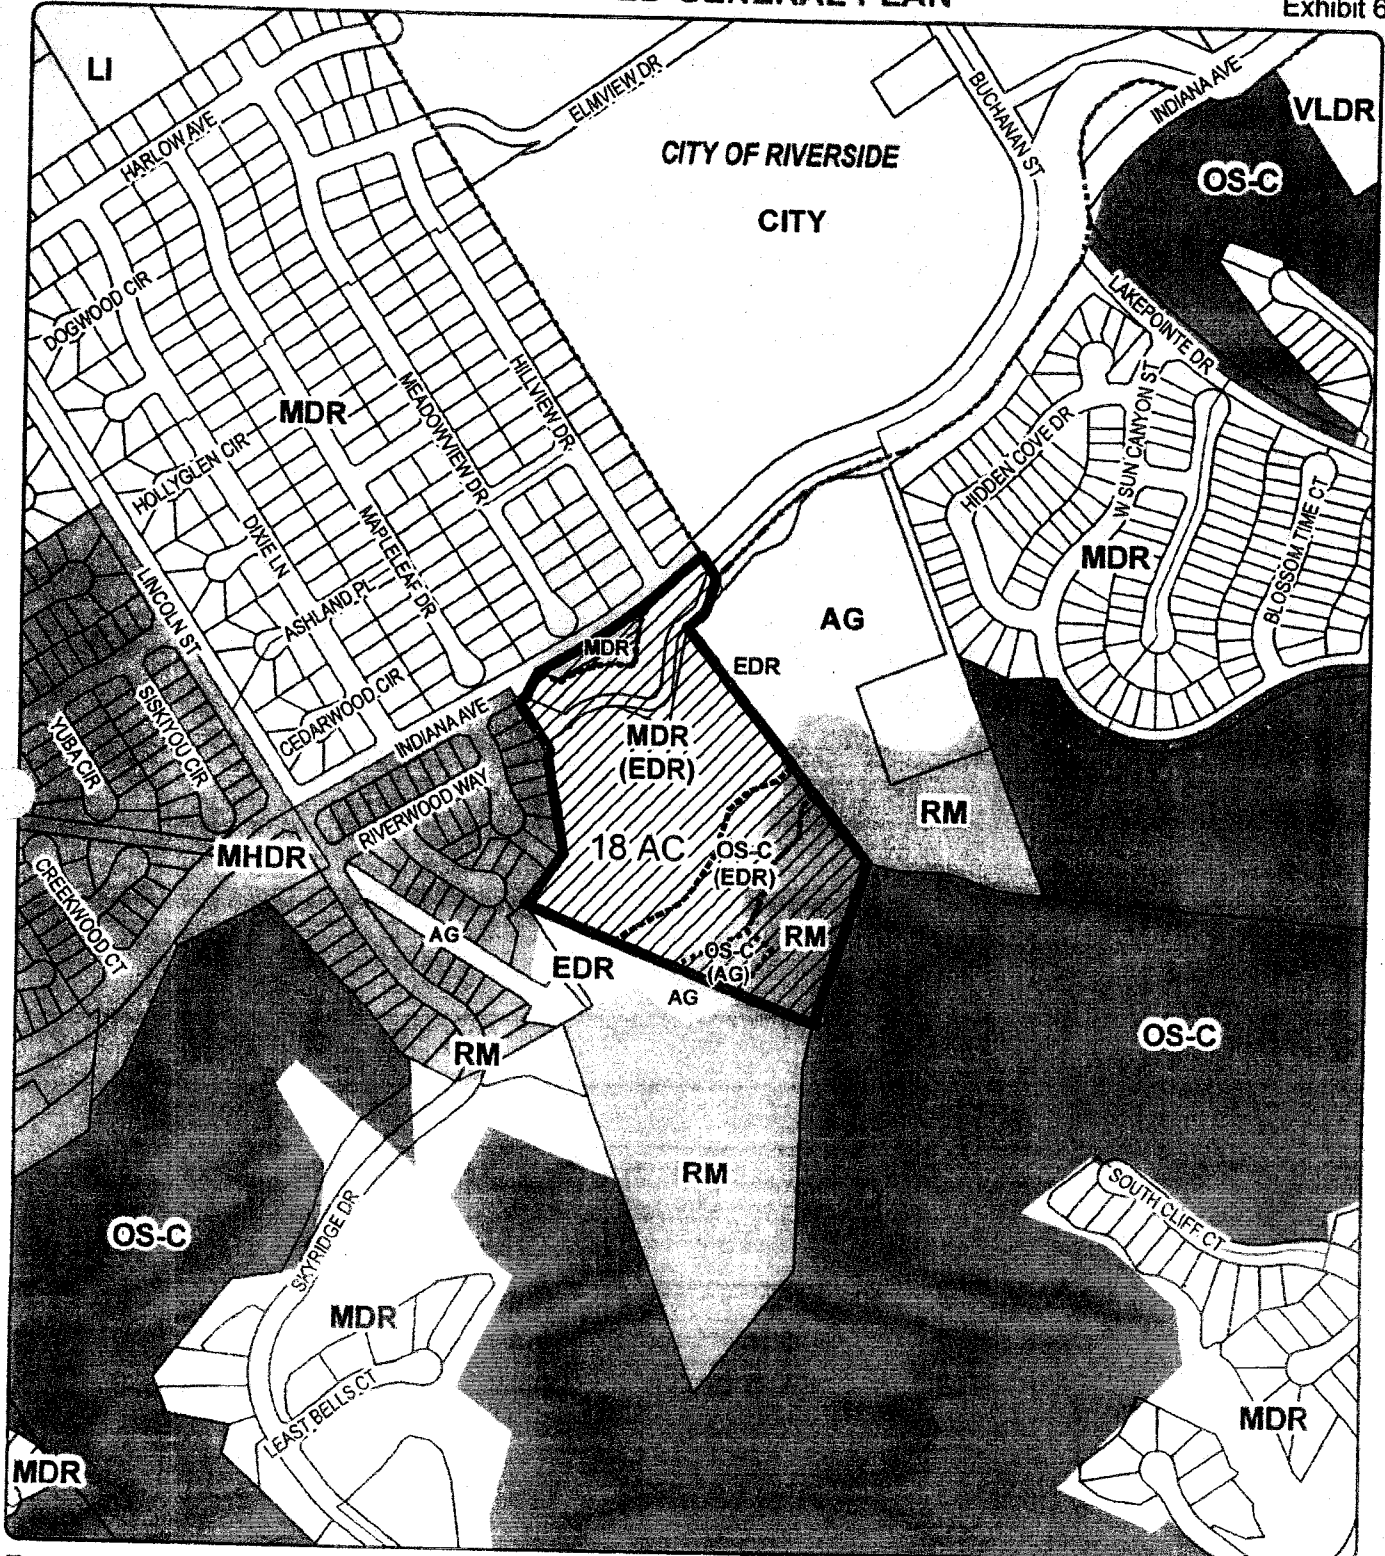 GENERAL PLAN
Exhibit 6
LI
ELMVIEW DR
BUCHANAN ST
INDIANA AVE
VLDR
HARLOW AVE
CITY OF RIVERSIDE
OS-C
CITY
DOGWOOD CIR
LAKEPOINTE DR
HILLVIEW DR
MEADOWVIEW DR
MDR
W SUN CANYON ST
HIDDEN COVE DR
HOLLYGLEN CIR
DIXIE LN
MAPLELEAF DR
BLOSSOM TIME CT
MDR
LINCOLN ST
ASHLAND PL
AG
MDR
EDR
SISKIYOU CIR
CEDARWOOD CIR
INDIANA AVE
YUBA CIR
MDR
(EDR)
RIVERWOOD WAY
RM
18 AC
OS-C
(EDR)
MHDR
CREEKWOOD CT
AG
RM
OS-C
(AG)
EDR
AG
OS-C
RM
RM
SOUTH CLIFF CT
OS-C
SKYRIDGE DR
MDR
LEAST BELLS CT
MDR
MDR